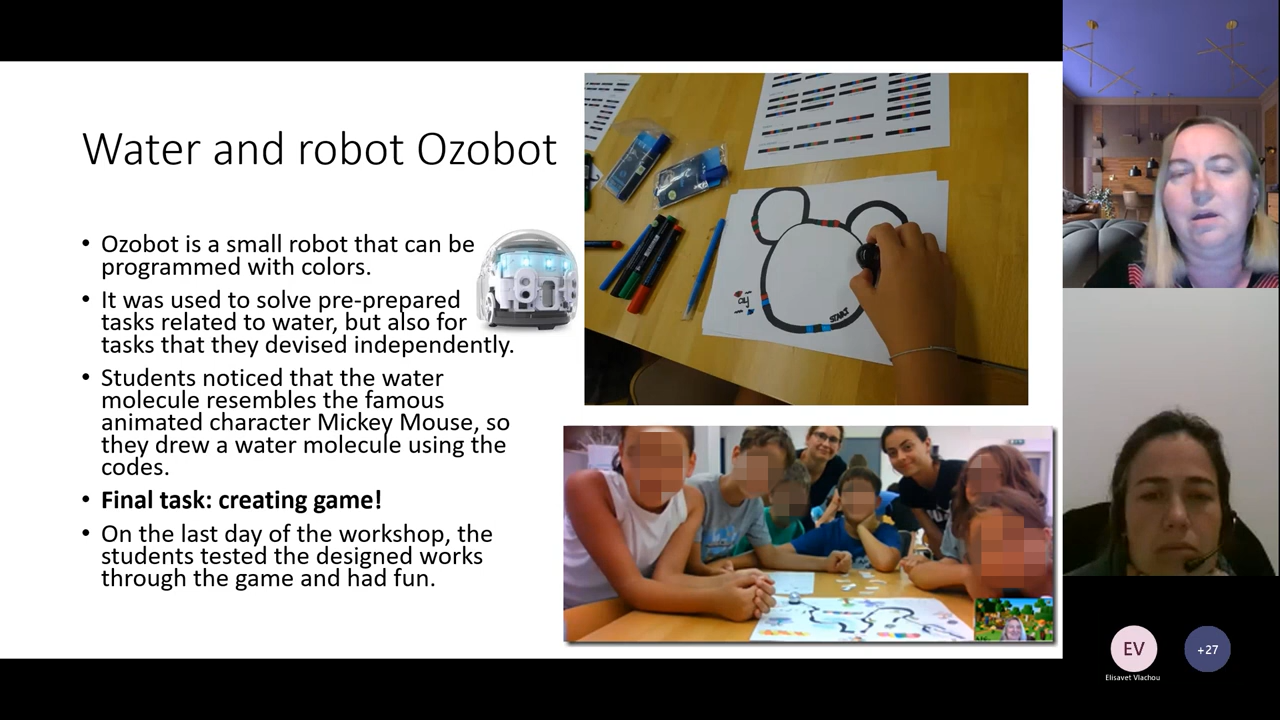 Water and robot Ozobot
• Ozobot is a small robot that can be
programmed with colors.
• It was used to solve pre-prepared
tasks related to water, but also for
tasks that they devised independently.
• Students noticed that the water
molecule resembles the famous
animated character Mickey Mouse, so
they drew a water molecule using the
codes.
• Final task: creating game!
• On the last day of the workshop, the
students tested the designed works
through the game and had fun.
START
EV
+27
Elisavet Vlachou